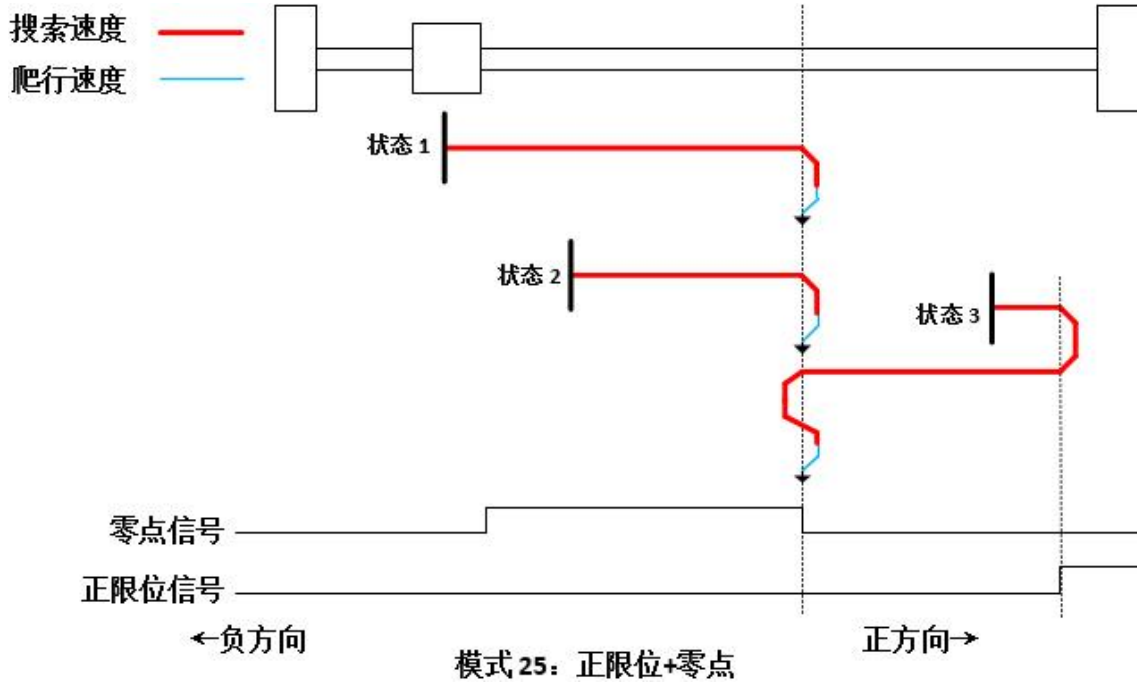 搜索速度
爬行速度
状态 1
状态 2
状态 3
零点信号
正限位信号
←负方向
正方向→
模式 25：正限位+零点